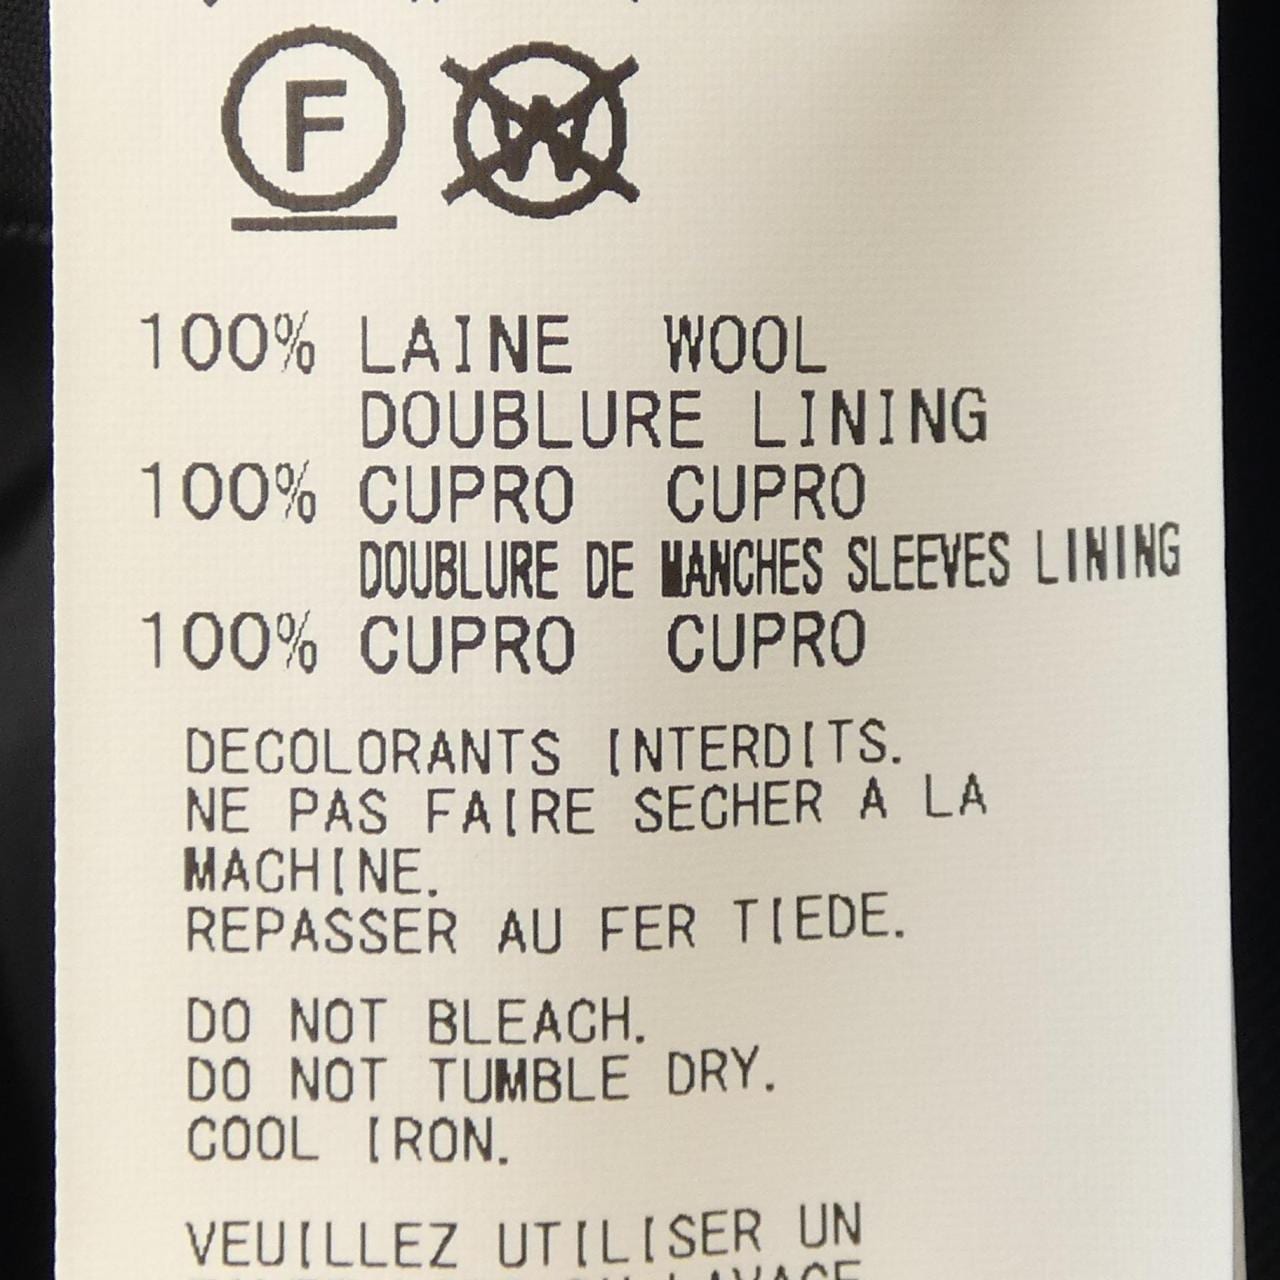 F W
100% LAINE WOOL
DOUBLURE LINING
100% CUPRO CUPRO
DOUBLURE DE MANCHES SLEEVES LINING
100% CUPRO CUPRO
DECOLORANTS INTERDITS.
NE PAS FAIRE SECHER A LA
MACHINE.
REPASSER AU FER TIEDE.
DO NOT BLEACH.
DO NOT TUMBLE DRY.
COOL IRON.
VEUILLEZ UTILISER UN
LAVAGE